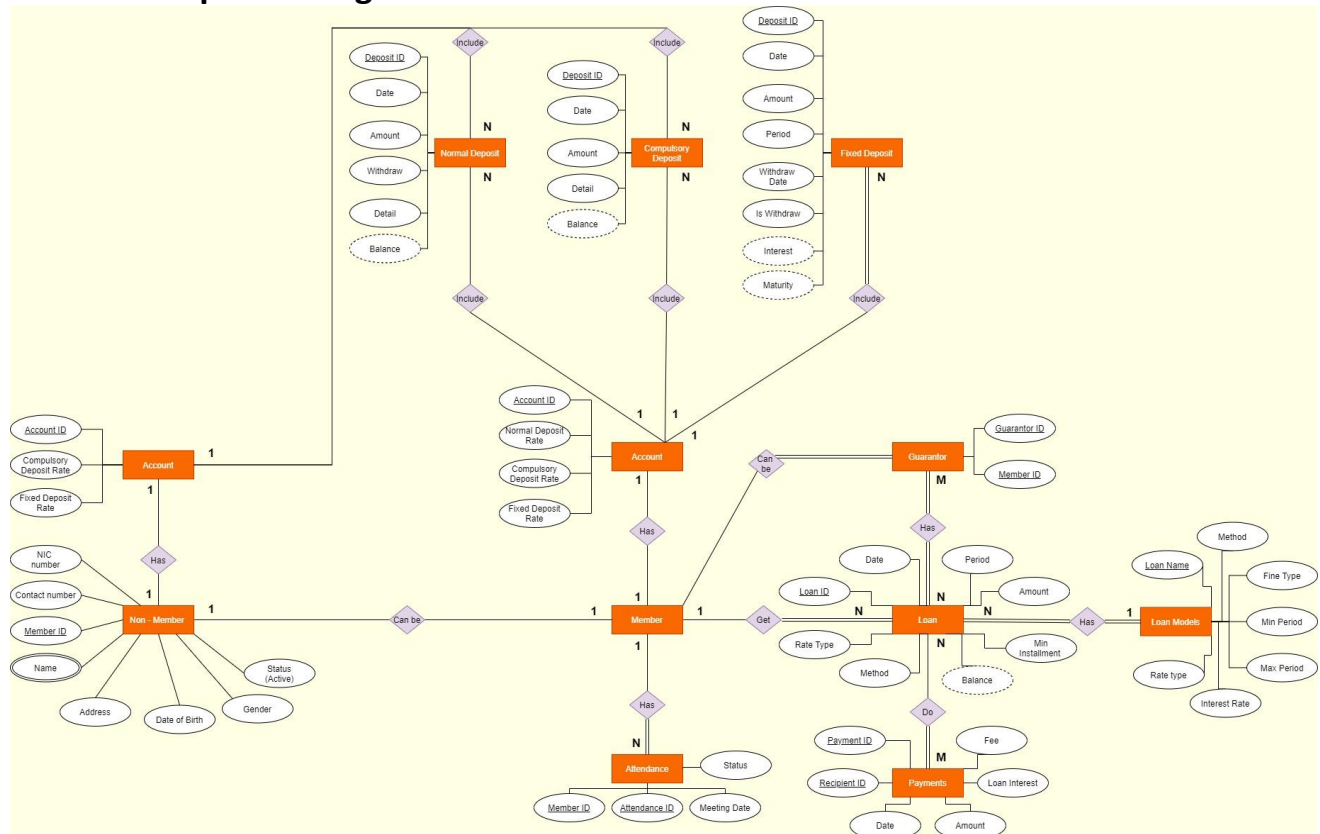 Include
Include
Deposit ID
Date
Amount
Withdraw
Detail
Balance
N
Normal Deposit
N
Include
Deposit ID
Date
Amount
Detail
Balance
N
Compulsory
Deposit
N
Include
Deposit ID
Date
Amount
Period
Withdraw
Date
Is Withdraw
Interest
Maturity
Fixed Deposit
N
Include
Account ID
Compulsory
Deposit Rate
Fixed Deposit
Rate
Account
1
1
Has
1
NIC
number
Contact number
Member ID
Name
Address
Date of Birth
Gender
Status
(Active)
Non - Member
1
Can be
1
Account ID
Normal Deposit
Rate
Compulsory
Deposit Rate
Fixed Deposit
Rate
1
1
1
Account
1
Has
1
Member
1
1
Has
N
Attendance
Status
Member ID
Attendance ID
Meeting Date
Can
be
Guarantor
Guarantor ID
Member ID
M
Has
N
Get
N
Loan
N
N
Date
Period
Loan ID
Amount
Rate Type
Method
Balance
Min
Installment
Do
M
Payments
Payment ID
Recipient ID
Date
Amount
Fee
Loan Interest
Has
1
Loan Models
Loan Name
Method
Fine Type
Min Period
Max Period
Interest Rate
Rate type